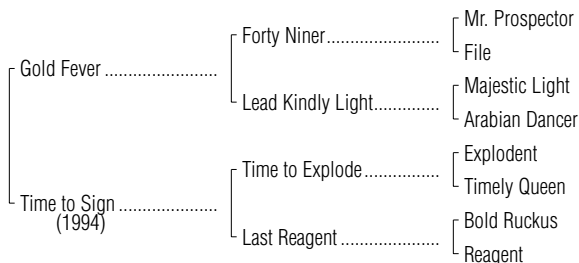 Mr. Prospector
Forty Niner........................
File
Gold Fever ........................
Majestic Light
Lead Kindly Light..............
Arabian Dancer
Explodent
Time to Explode................
Timely Queen
Time to Sign .....................
(1994)
Bold Ruckus
Last Reagent .....................
Reagent